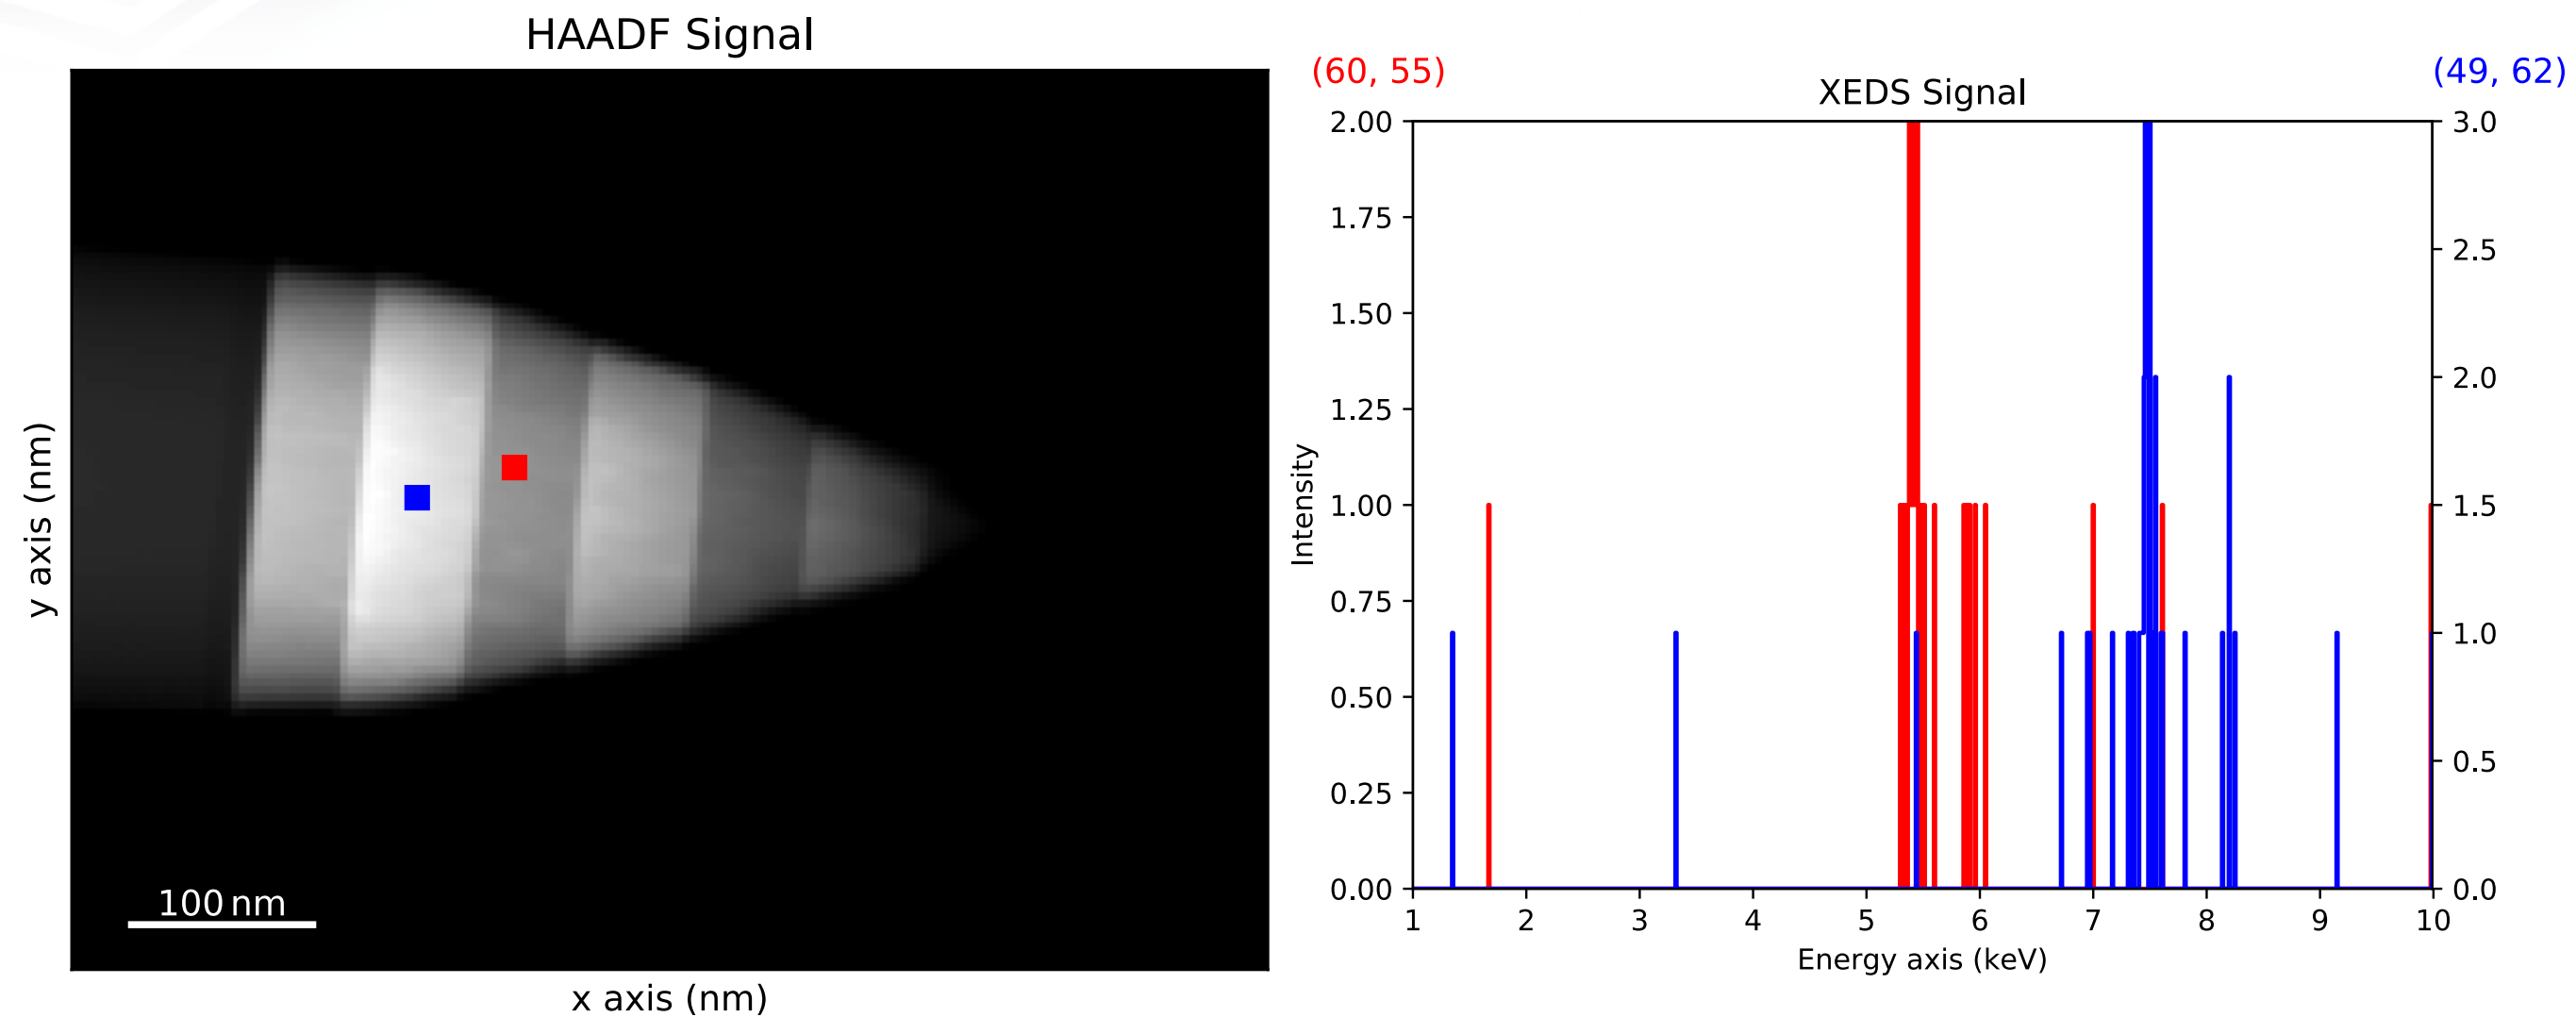 HAADF Signal
y axis (nm)
100 nm
x axis (nm)
(60, 55)
(49, 62)
XEDS Signal
Intensity
2.00
1.75
1.50
1.25
1.00
0.75
0.50
0.25
0.00
3.0
2.5
2.0
1.5
1.0
0.5
0.0
1 2 3 4 5 6 7 8 9 10
Energy axis (keV)